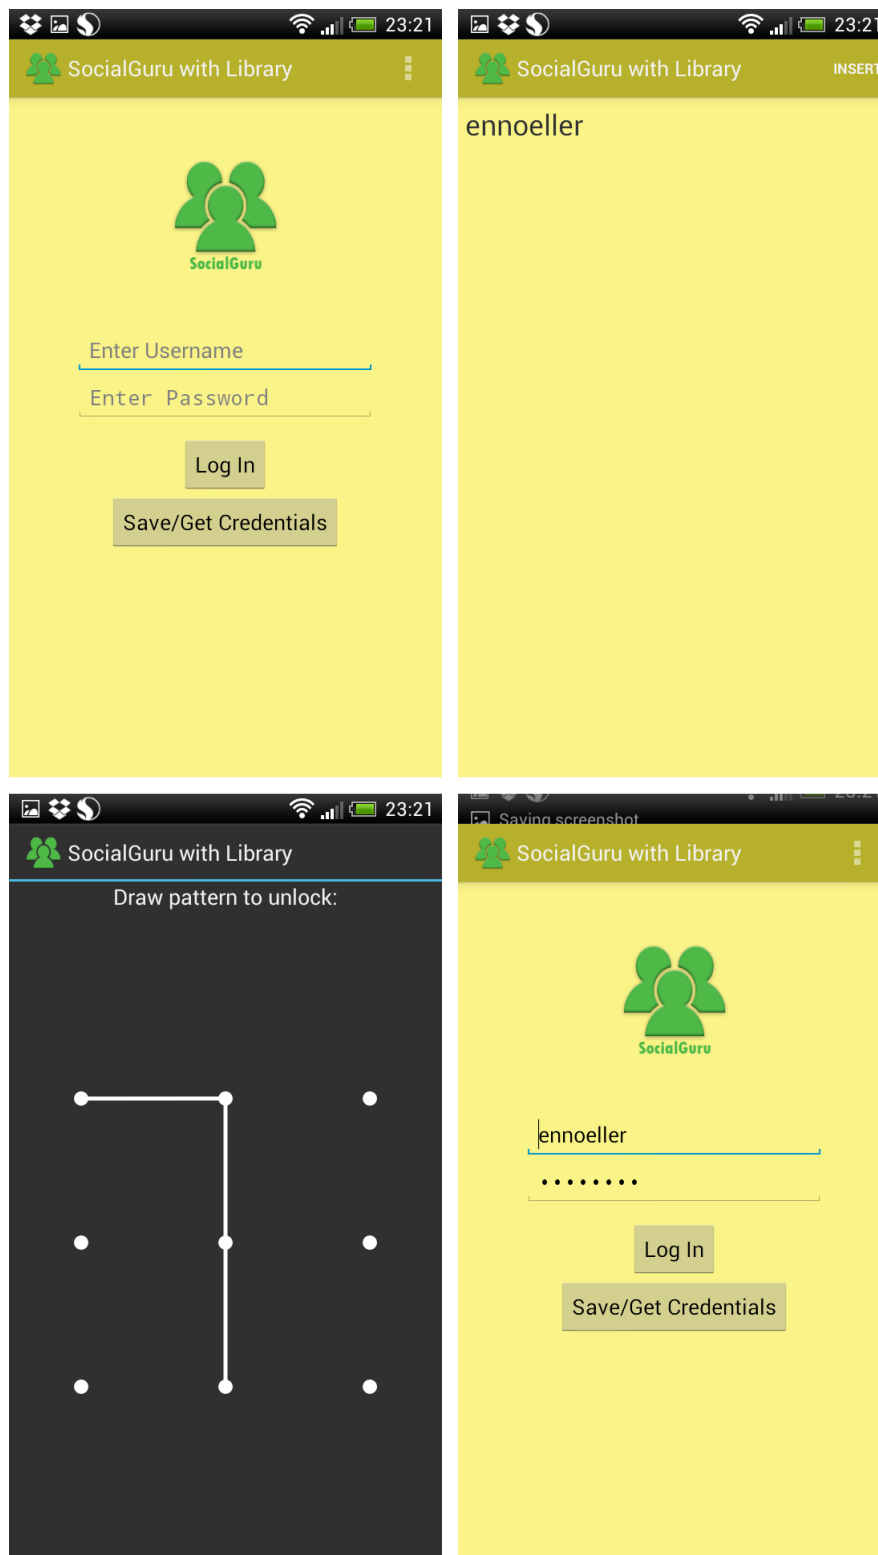 23:21
SocialGuru with Library
SocialGuru
Enter Username
Enter Password
Log In
Save/Get Credentials
23:21
SocialGuru with Library
INSERT
ennoeller
23:21
SocialGuru with Library
Draw pattern to unlock:
Saving screenshot
SocialGuru with Library
SocialGuru
ennoeller
Log In
Save/Get Credentials